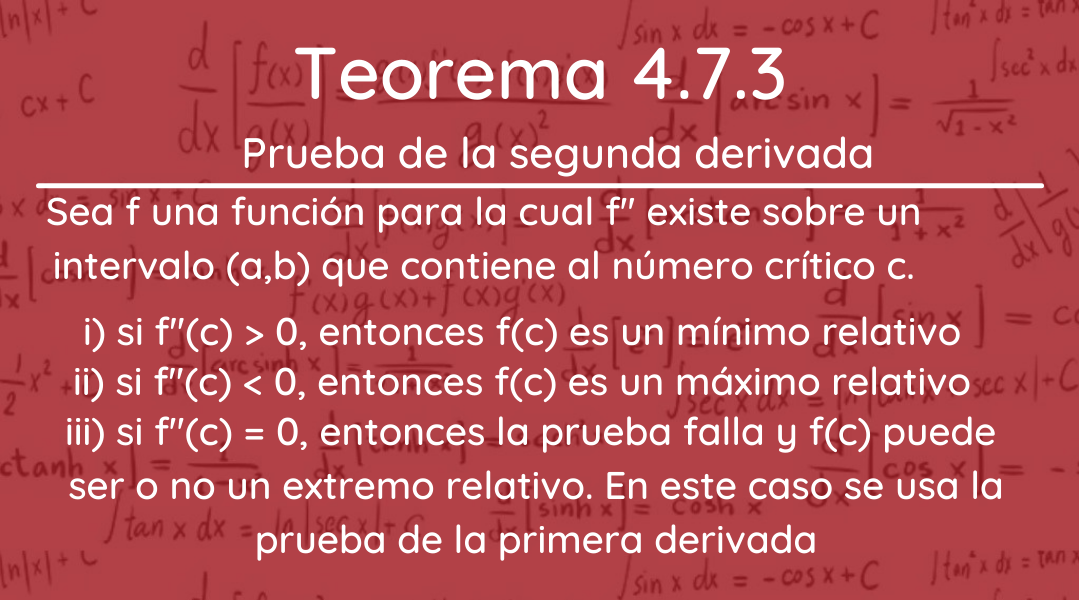 Teorema 4.7.3
Prueba de la segunda derivada
Sea f una función para la cual f" existe sobre un
intervalo (a,b) que contiene al número crítico c.
i) si f"(c) > 0, entonces f(c) es un mínimo relativo
ii) si f"(c) < 0, entonces f(c) es un máximo relativo
iii) si f"(c) = 0, entonces la prueba falla y f(c) puede
ser o no un extremo relativo. En este caso se usa la
prueba de la primera derivada